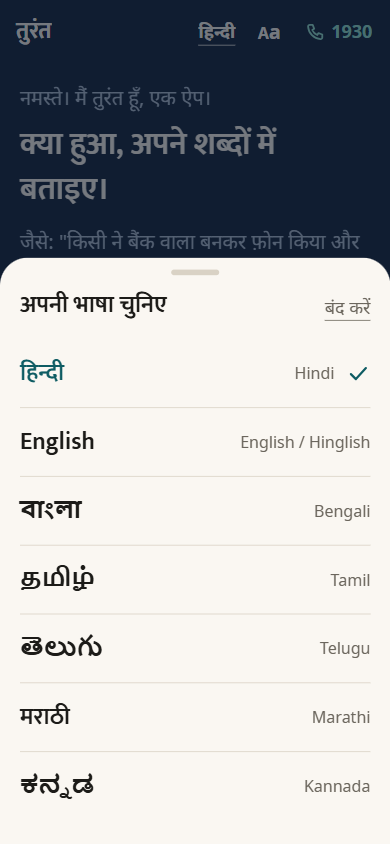 तुरंत
हिन्दी Aa 1930
नमस्ते। मैं तुरंत हूँ, एक ऐप।
क्या हुआ, अपने शब्दों में
बताइए।
जैसे: "किसी ने बैंक वाला बनकर फ़ोन किया और
अपनी भाषा चुनिए
बंद करें
हिन्दी Hindi
English English / Hinglish
বাংলা Bengali
தமிழ் Tamil
తెలుగు Telugu
मराठी Marathi
ಕನ್ನಡ Kannada